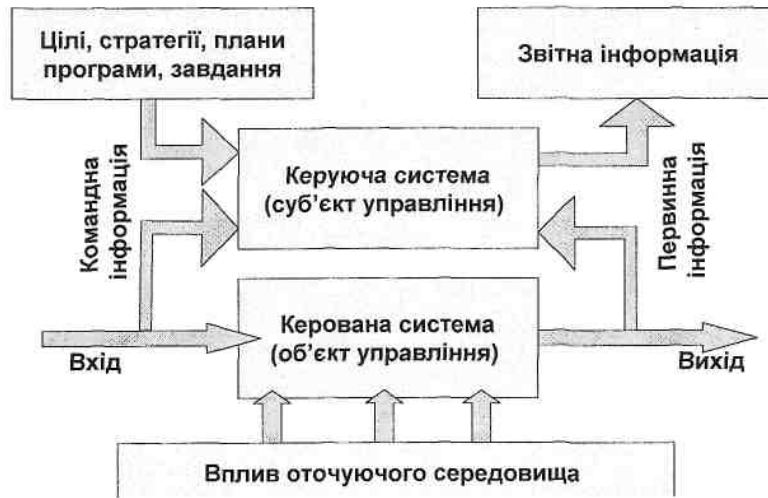 Цілі, стратегії, плани
програми, завдання
Звітна інформація
Командна
інформація
Керуюча система
(суб’єкт управління)
Первинна
інформація
Керована система
(об’єкт управління)
Вхід
Вихід
Вплив оточуючого середовища